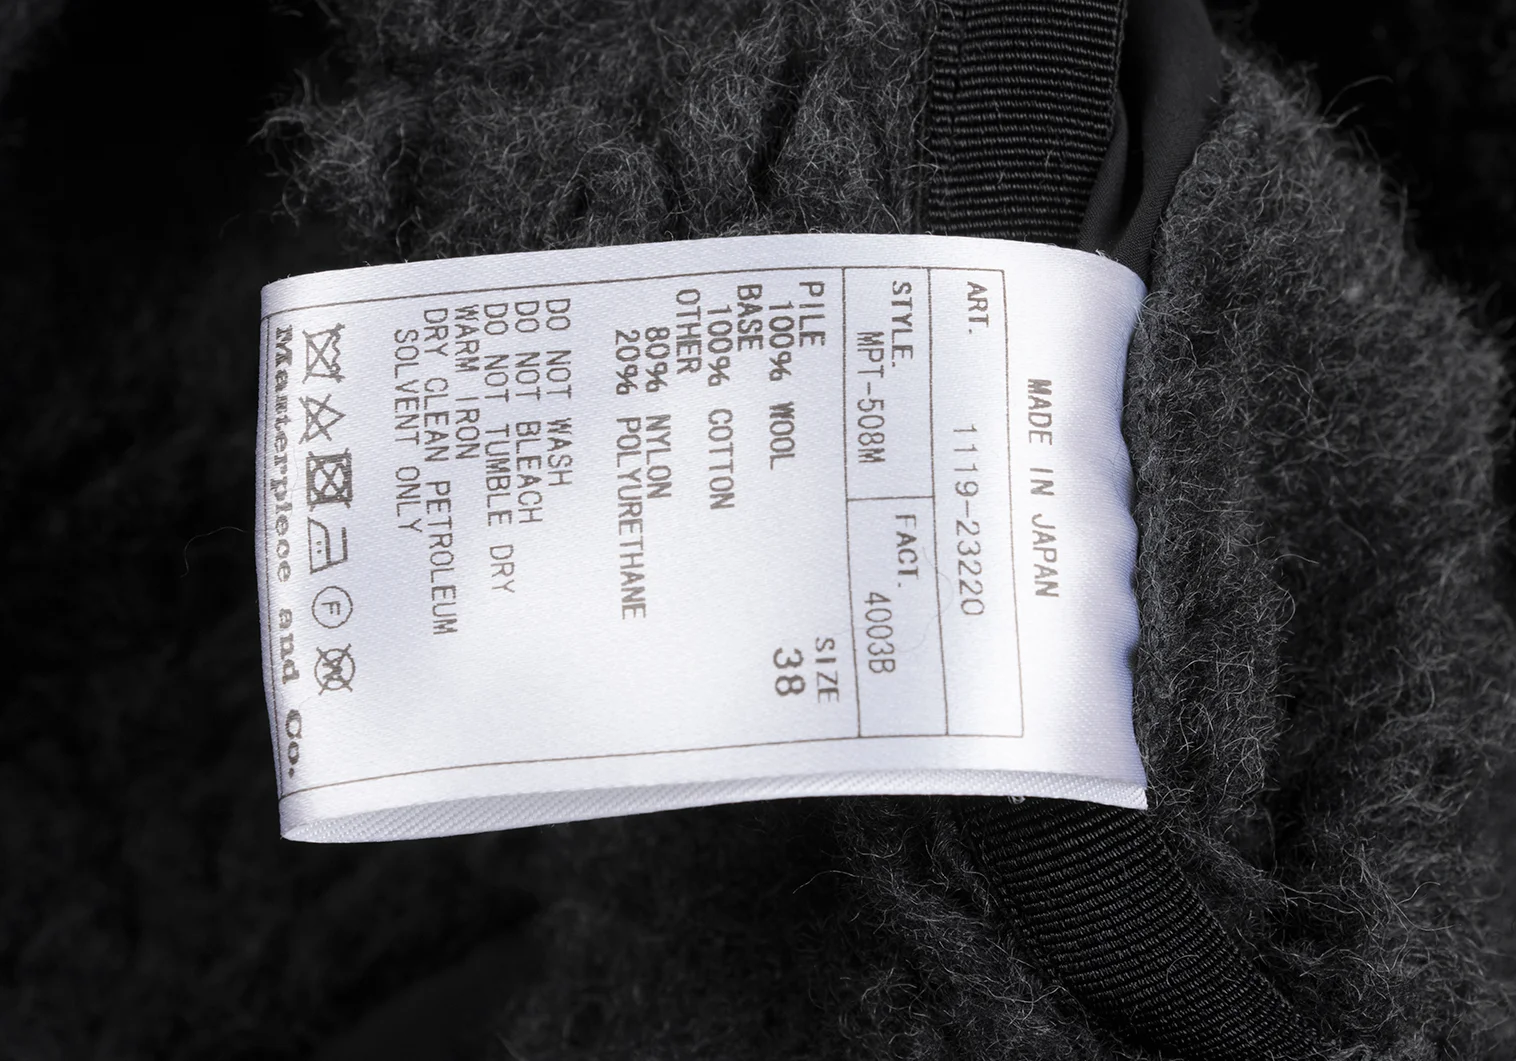 MADE IN JAPAN
ART. 1119-23220
STYLE. MPT-508M
FACT. 4003B
PILE
100% WOOL
BASE
100% COTTON
OTHER
80% NYLON
20% POLYURETHANE
SIZE
38
DO NOT WASH
DO NOT BLEACH
DO NOT TUMBLE DRY
WARM IRON
DRY CLEAN PETROLEUM
SOLVENT ONLY
F
W
Masterpiece and Co.